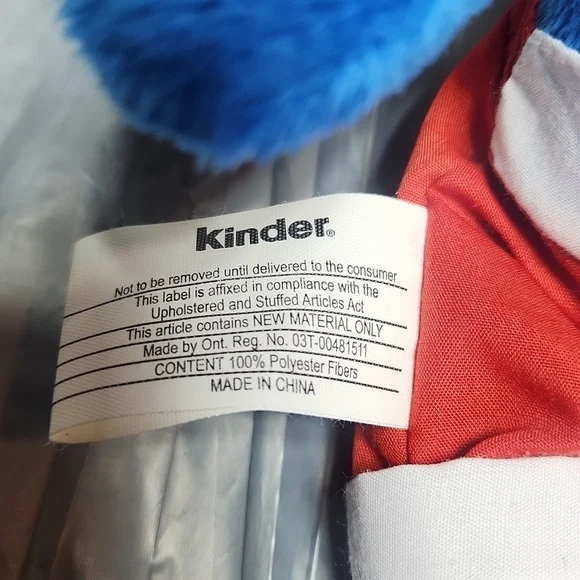 Kinder®
Not to be removed until delivered to the consumer
This label is affixed in compliance with the
Upholstered and Stuffed Articles Act
This article contains NEW MATERIAL ONLY
Made by Ont. Reg. No. 03T-00481511
CONTENT 100% Polyester Fibers
MADE IN CHINA